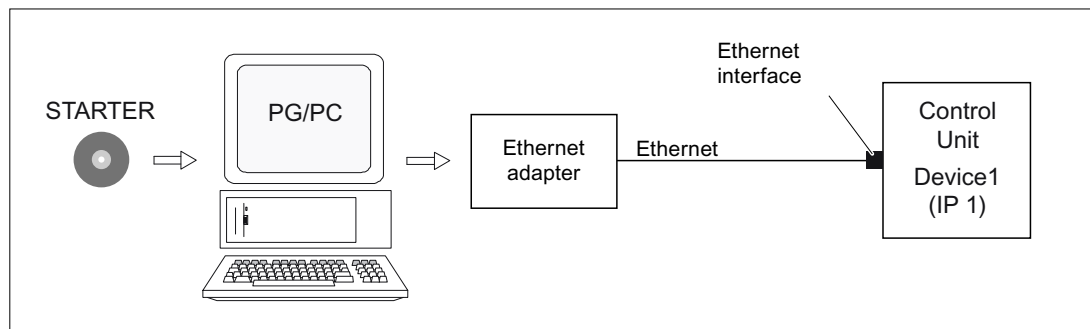 STARTER
PG/PC
Ethernet
adapter
Ethernet
Ethernet
interface
Control
Unit
Device1
(IP 1)